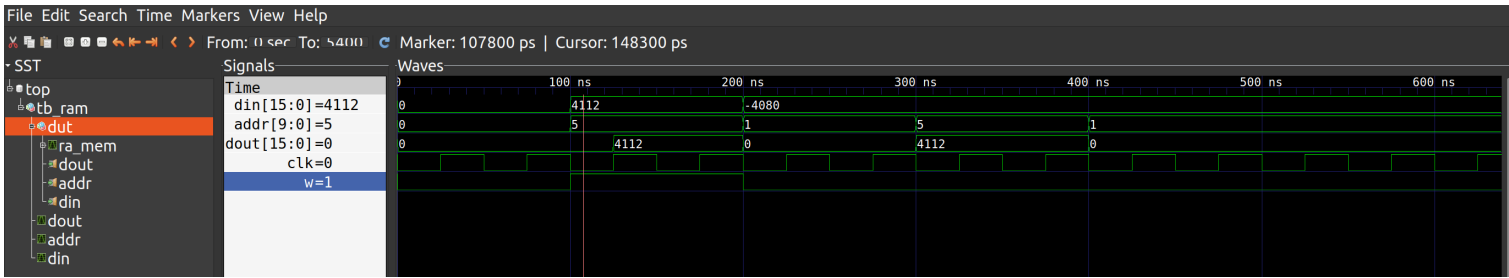 File Edit Search Time Markers View Help
From: 0 sec To: 5400 Marker: 107800 ps | Cursor: 148300 ps
SST
top
tb_ram
dut
ra_mem
dout
addr
din
dout
addr
din
Signals
Time
din[15:0]=4112
addr[9:0]=5
dout[15:0]=0
clk=0
w=1
Waves
0 100 ns 200 ns 300 ns 400 ns 500 ns 600 ns
0 4112 -4080
0 5 1 5 1
0 4112 0 4112 0